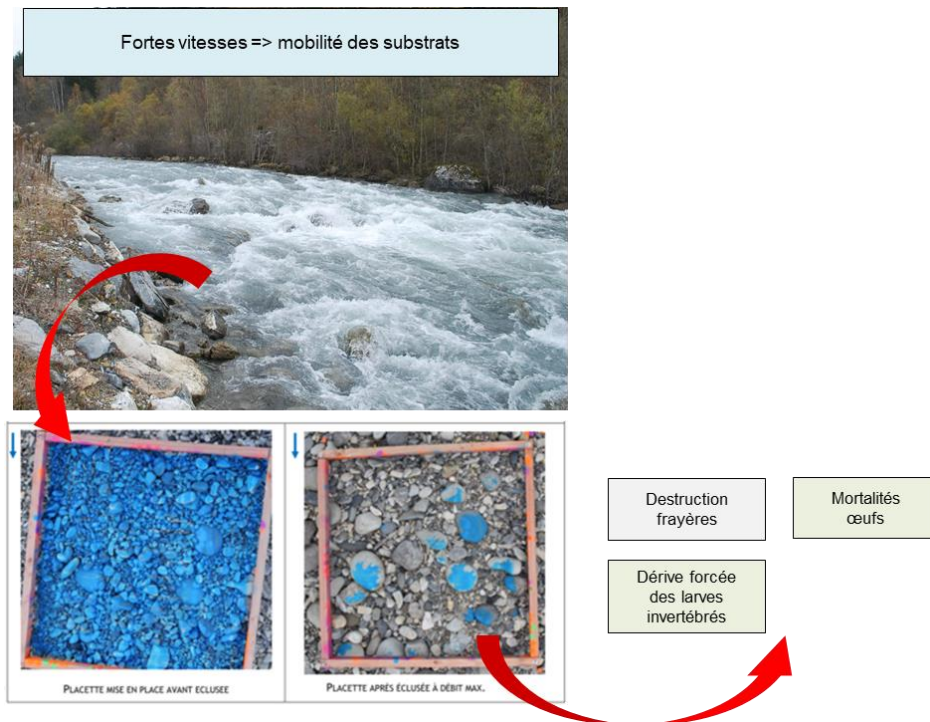 Fortes vitesses => mobilité des substrats
PLACETTE MISE EN PLACE AVANT ECLUSEE
PLACETTE APRÉS ÉCLUSÉE À DÉBIT MAX.
Destruction
frayères
Mortalités
œufs
Dérive forcée
des larves
invertébrés